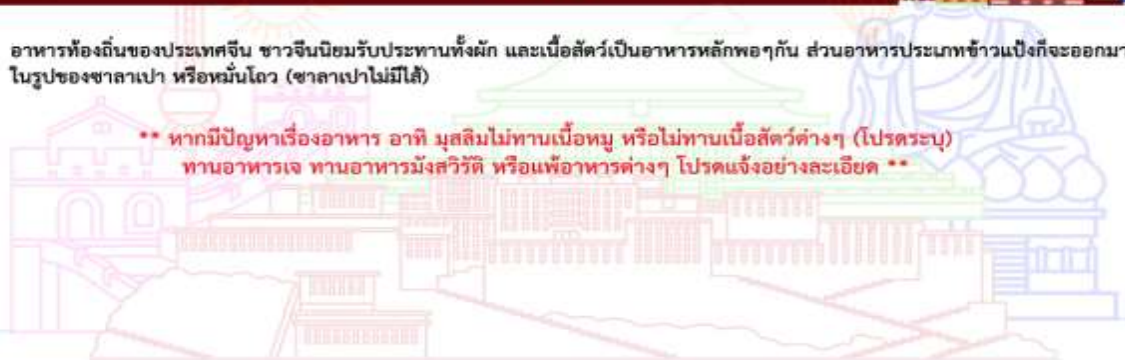 อาหารท้องถิ่นของประเทศจีน ชาวจีนนิยมรับประทานทั้งผัก และเนื้อสัตว์เป็นอาหารหลักพอๆกัน ส่วนอาหารประเภทข้าวแป้งก็จะออกมา
ในรูปของซาลาเปา หรือหมั่นโถว (ซาลาเปาไม่มีไส้)
** หากมีปัญหาเรื่องอาหาร อาทิ มุสลิมไม่ทานเนื้อหมู หรือไม่ทานเนื้อสัตว์ต่างๆ (โปรดระบุ)
ทานอาหารเจ ทานอาหารมังสวิรัติ หรือแพ้อาหารต่างๆ โปรดแจ้งอย่างละเอียด **